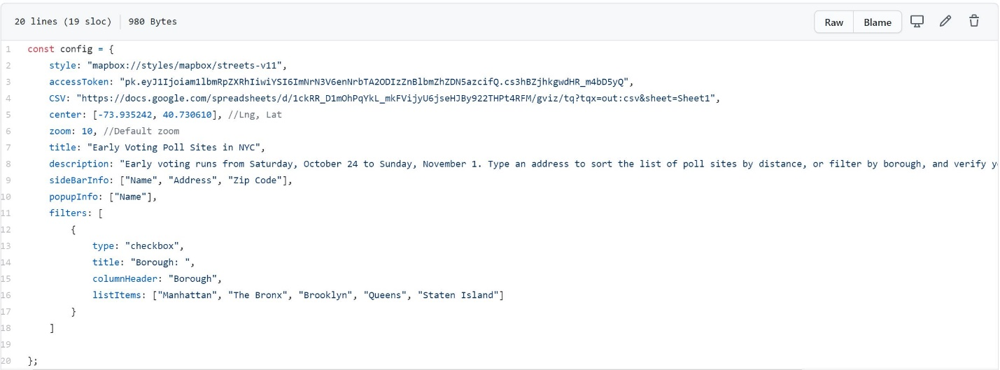 20 lines (19 sloc) 980 Bytes Raw Blame
1 const config = {
2 style: "mapbox://styles/mapbox/streets-v11",
3 accessToken: "pk.eyJ1Ijoiam1lbmRpZXRhIiwiYSI6ImNrN3V6enNrbTA2ODIzZnBlbmZhZDN5azcifQ.cs3hBZjhkgwdHR_m4bD5yQ",
4 CSV: "https://docs.google.com/spreadsheets/d/1ckRR_D1mOhPqYkL_mkFVijyU6jseHJBy922THPt4RFM/gviz/tq?tqx=out:csv&sheet=Sheet1",
5 center: [-73.935242, 40.730610], //Lng, Lat
6 zoom: 10, //Default zoom
7 title: "Early Voting Poll Sites in NYC",
8 description: "Early voting runs from Saturday, October 24 to Sunday, November 1. Type an address to sort the list of poll sites by distance, or filter by borough, and verify
9 sideBarInfo: ["Name", "Address", "Zip Code"],
10 popupInfo: ["Name"],
11 filters: [
12 {
13 type: "checkbox",
14 title: "Borough: ",
15 columnHeader: "Borough",
16 listItems: ["Manhattan", "The Bronx", "Brooklyn", "Queens", "Staten Island"]
17 }
18 ]
19
20 };